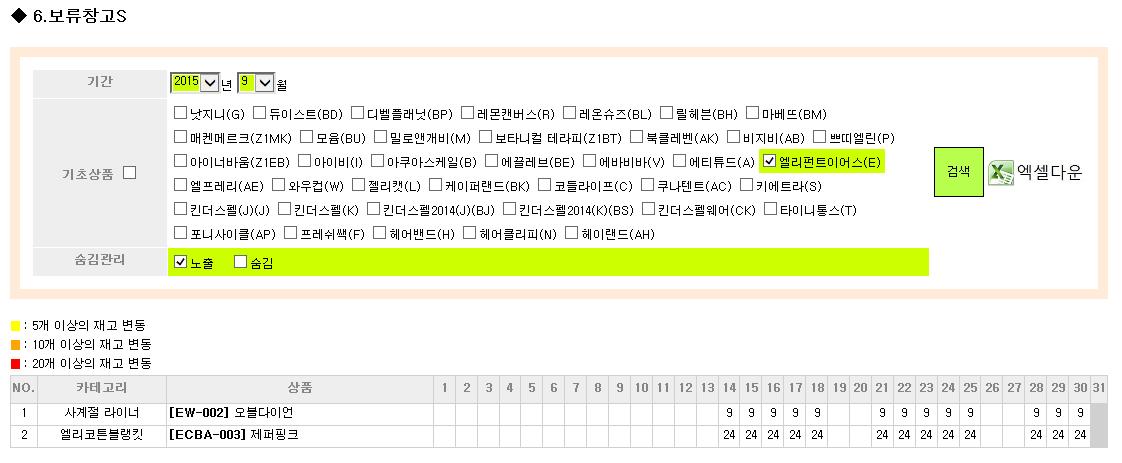 ◆ 6.보류창고S
기간 2015 년 9 월
낫지니(G) 듀이스트(BD) 디벨플래닛(BP) 레몬캔버스(R) 레온슈즈(BL) 릴헤븐(BH) 마베뜨(BM)
매켄메르크(Z1MK) 모윰(BU) 밀로앤개비(M) 보타니컬 테라피(Z1BT) 북클레벤(AK) 비지비(AB) 쁘띠엘린(P)
기초상품 아이너바움(Z1EB) 아이비(I) 아쿠아스케일(B) 에끌레브(BE) 에바비바(V) 에티튜드(A) 엘리펀트이어스(E) 검색 엑셀다운
엘프레리(AE) 와우컵(W) 젤리캣(L) 케이퍼랜드(BK) 코들라이프(C) 쿠나텐트(AC) 키에트라(S)
킨더스펠(J)(J) 킨더스펠(K) 킨더스펠2014(J)(BJ) 킨더스펠2014(K)(BS) 킨더스펠웨어(CK) 타이니통스(T)
포니사이클(AP) 프레쉬쌕(F) 헤어밴드(H) 헤어클리피(N) 헤이랜드(AH)
숨김관리 노출 숨김
: 5개 이상의 재고 변동
: 10개 이상의 재고 변동
: 20개 이상의 재고 변동
NO. 카테고리 상품 1 2 3 4 5 6 7 8 9 10 11 12 13 14 15 16 17 18 19 20 21 22 23 24 25 26 27 28 29 30 31
1 사계절 라이너 [EW-002] 오블다이언 9 9 9 9 9 9 9 9 9 9 9 9 9
2 엘리코튼블랭킷 [ECBA-003] 제퍼핑크 24 24 24 24 24 24 24 24 24 24 24 24 24